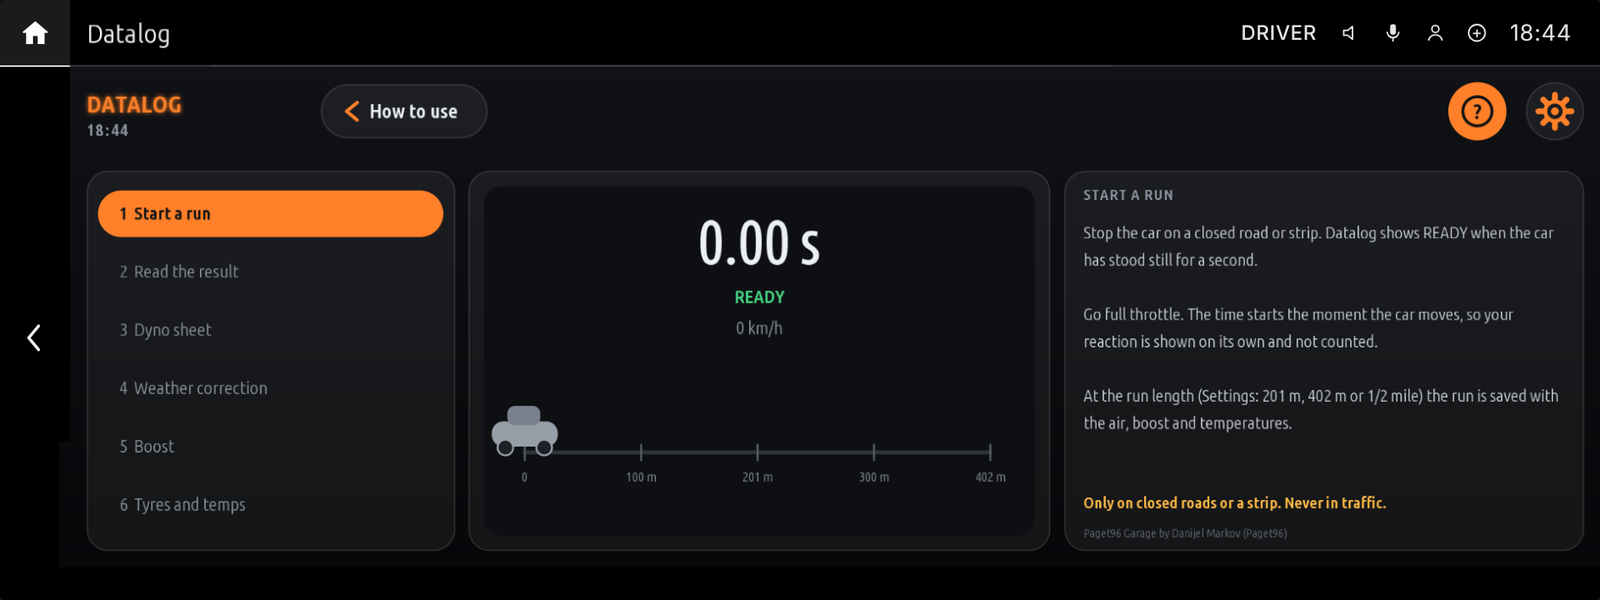 Datalog
DRIVER
18:44
DATALOG
18:44
How to use
?
1 Start a run
2 Read the result
3 Dyno sheet
4 Weather correction
5 Boost
6 Tyres and temps
0.00 s
READY
0 km/h
0
100 m
201 m
300 m
402 m
START A RUN
Stop the car on a closed road or strip. Datalog shows READY when the car
has stood still for a second.
Go full throttle. The time starts the moment the car moves, so your
reaction is shown on its own and not counted.
At the run length (Settings: 201 m, 402 m or 1/2 mile) the run is saved with
the air, boost and temperatures.
Only on closed roads or a strip. Never in traffic.
Paget96 Garage by Danijel Markov (Paget96)